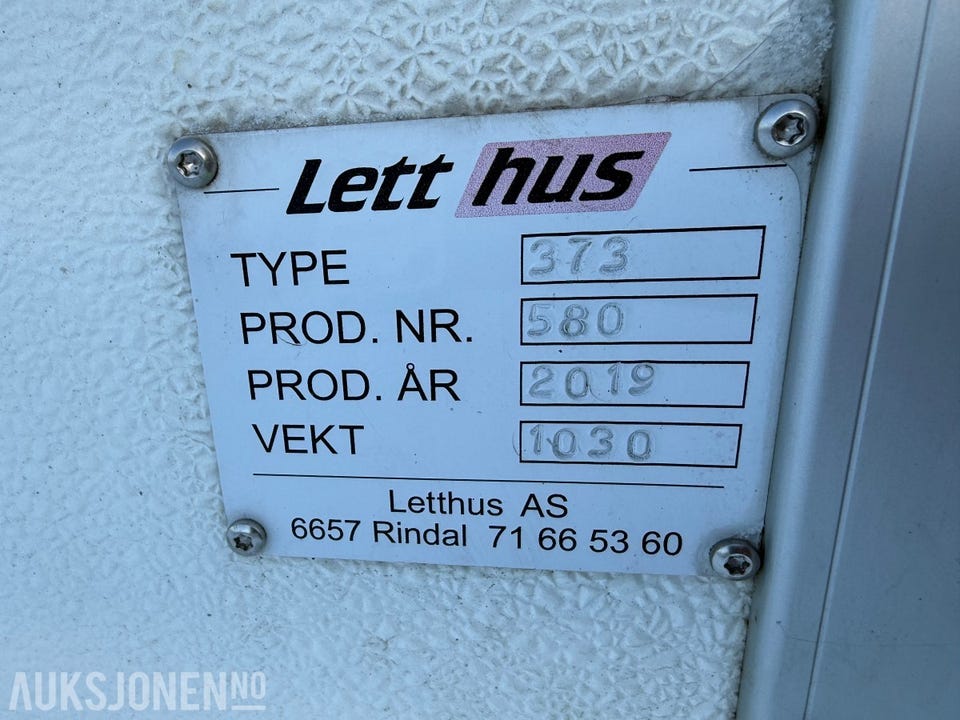 Lett hus
TYPE 373
PROD. NR. 580
PROD. ÅR 2019
VEKT 1030
Letthus AS
6657 Rindal 71 66 53 60
AUKSJONEN.NO